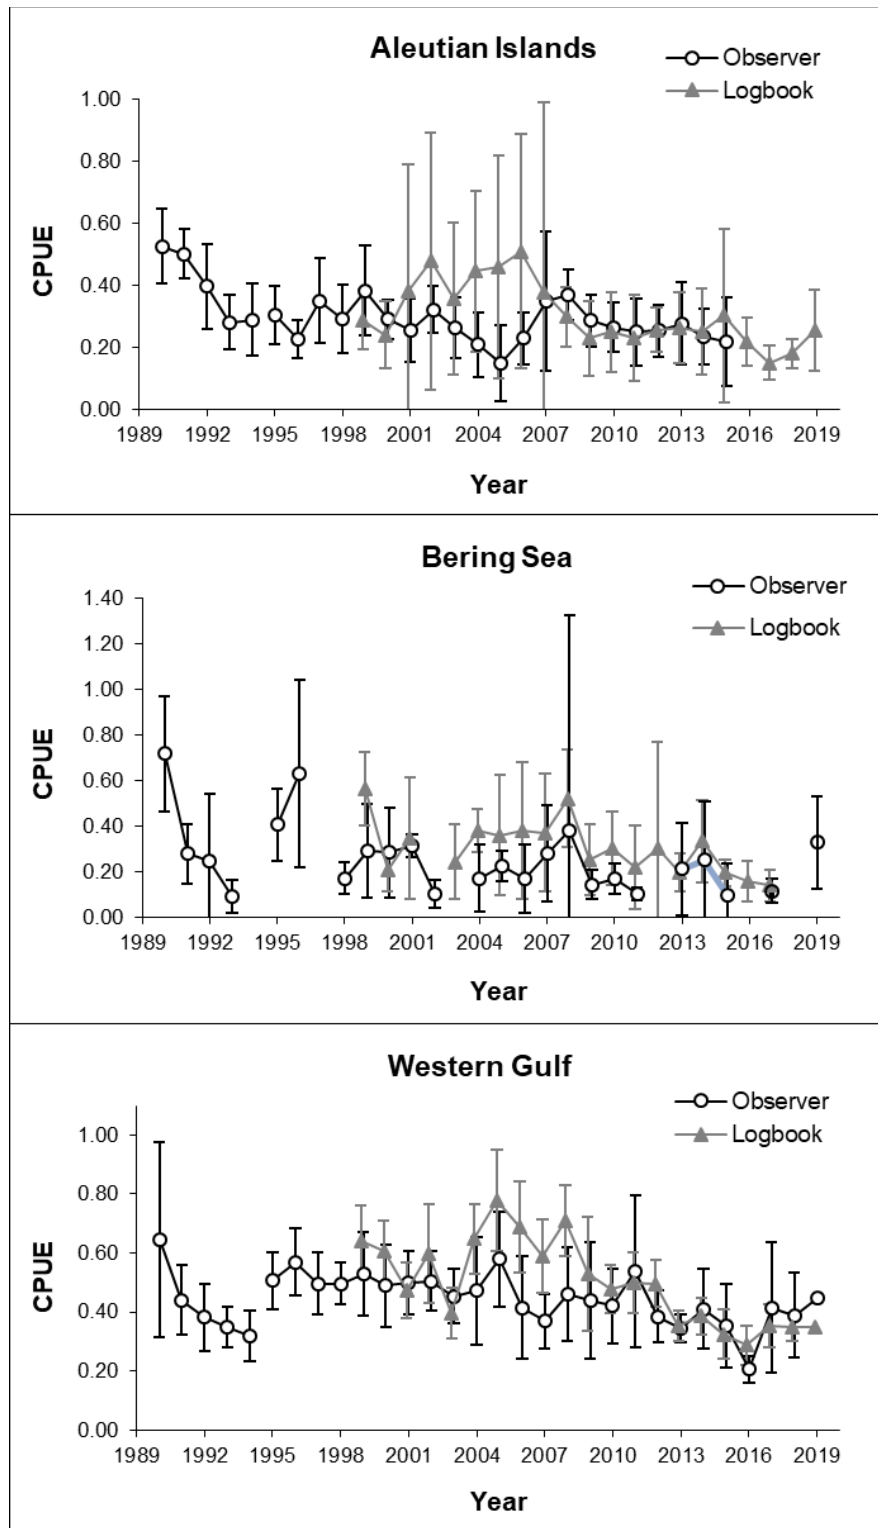 Aleutian Islands
Observer
Logbook
1.00
0.80
0.60
0.40
0.20
0.00
CPUE
1989 1992 1995 1998 2001 2004 2007 2010 2013 2016 2019
Year
Bering Sea
Observer
Logbook
1.40
1.20
1.00
0.80
0.60
0.40
0.20
0.00
CPUE
1989 1992 1995 1998 2001 2004 2007 2010 2013 2016 2019
Year
Western Gulf
Observer
Logbook
1.00
0.80
0.60
0.40
0.20
0.00
CPUE
1989 1992 1995 1998 2001 2004 2007 2010 2013 2016 2019
Year